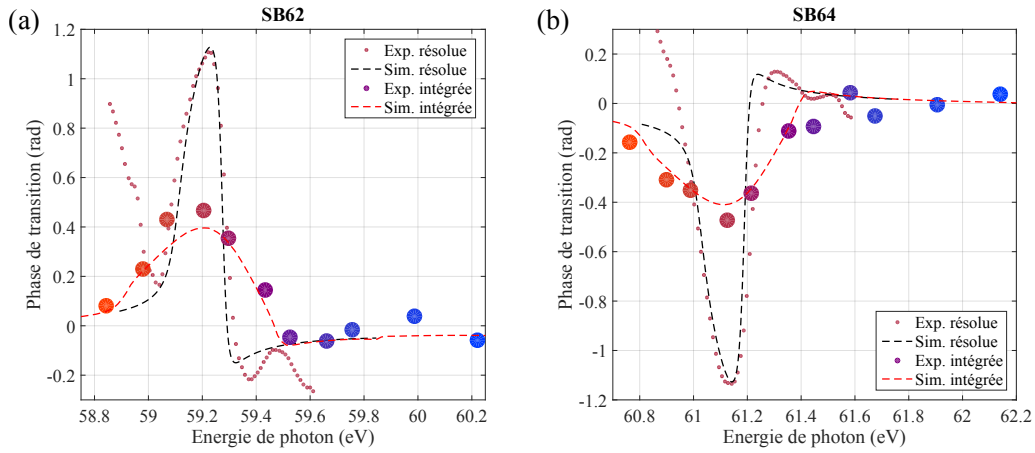 (a)
SB62
Phase de transition (rad)
1.2
1
0.8
0.6
0.4
0.2
0
-0.2
Exp. résolue
Sim. résolue
Exp. intégrée
Sim. intégrée
58.8 59 59.2 59.4 59.6 59.8 60 60.2
Energie de photon (eV)
(b)
SB64
Phase de transition (rad)
0.2
0
-0.2
-0.4
-0.6
-0.8
-1
-1.2
Exp. résolue
Sim. résolue
Exp. intégrée
Sim. intégrée
60.8 61 61.2 61.4 61.6 61.8 62 62.2
Energie de photon (eV)